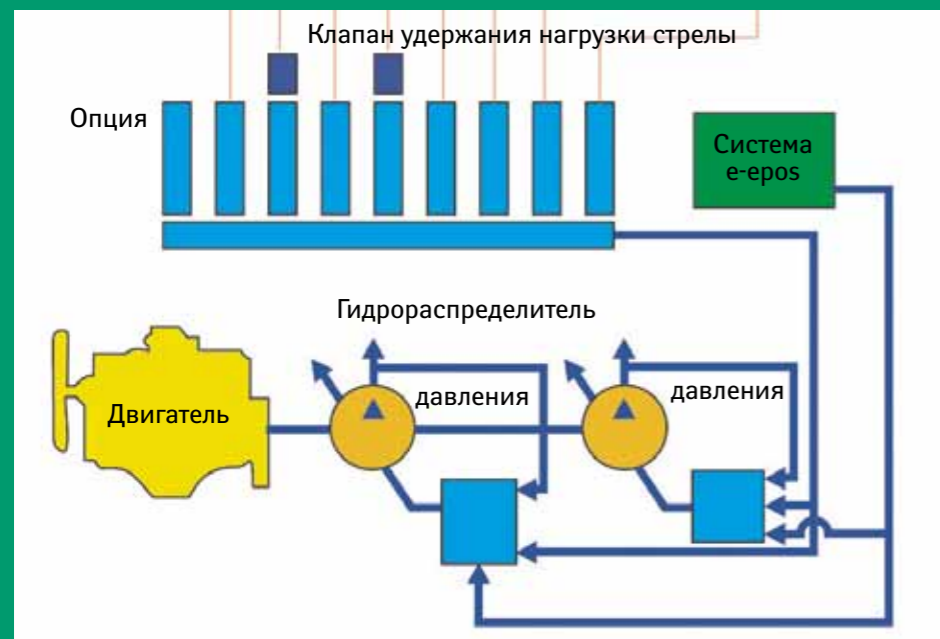 Клапан удержания нагрузки стрелы
Опция
Система
e-epos
Гидрораспределитель
давления
давления
Двигатель